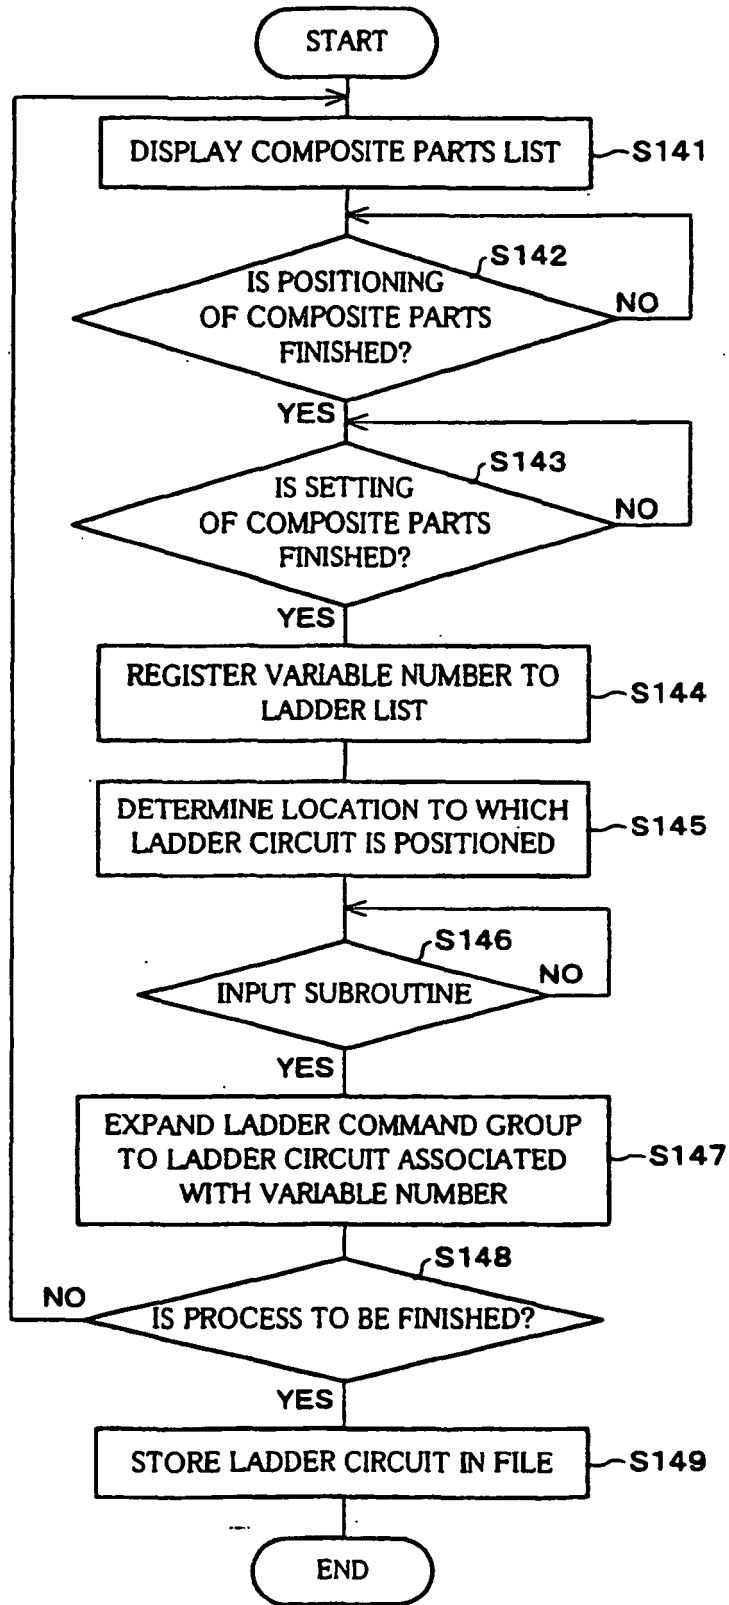 START
DISPLAY COMPOSITE PARTS LIST
S141
S142
IS POSITIONING
OF COMPOSITE PARTS
FINISHED?
NO
YES
S143
IS SETTING
OF COMPOSITE PARTS
FINISHED?
NO
YES
REGISTER VARIABLE NUMBER TO
LADDER LIST
S144
DETERMINE LOCATION TO WHICH
LADDER CIRCUIT IS POSITIONED
S145
S146
INPUT SUBROUTINE
NO
YES
EXPAND LADDER COMMAND GROUP
TO LADDER CIRCUIT ASSOCIATED
WITH VARIABLE NUMBER
S147
S148
NO
IS PROCESS TO BE FINISHED?
YES
STORE LADDER CIRCUIT IN FILE
S149
END